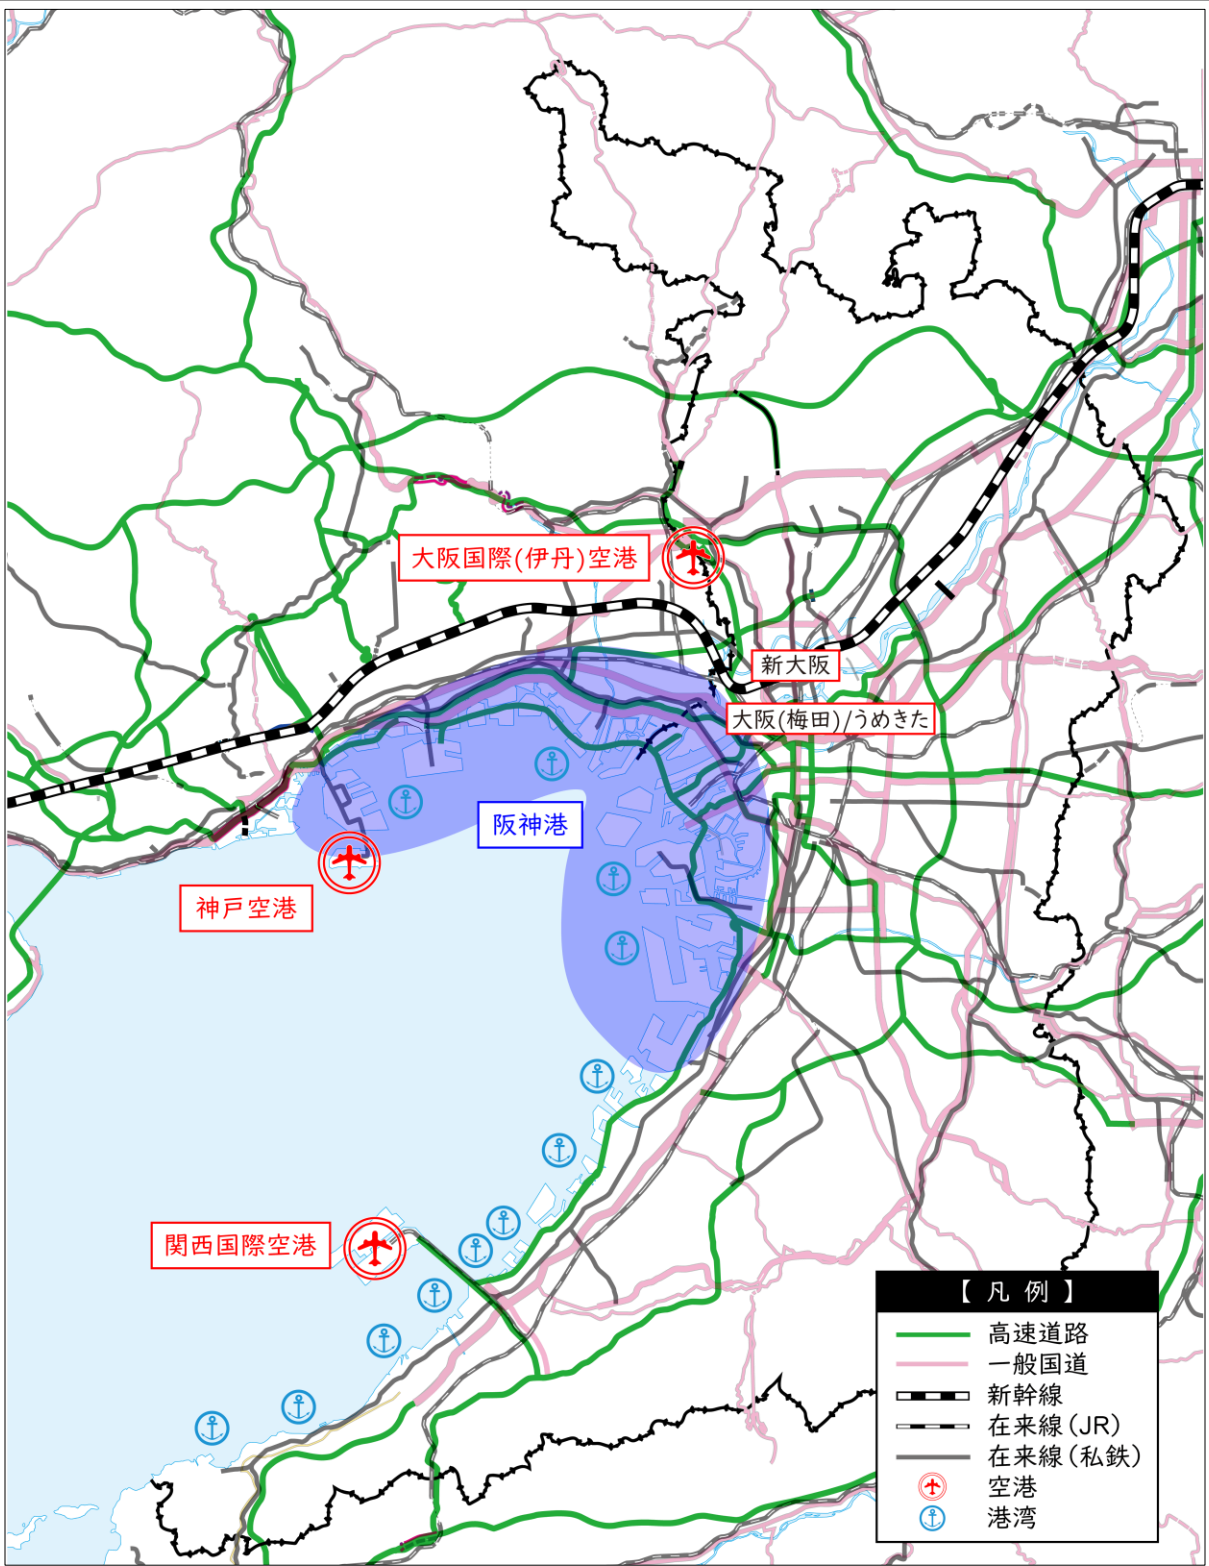 大阪国際(伊丹)空港
新大阪
大阪(梅田)/うめきた
阪神港
神戸空港
関西国際空港
【 凡 例 】
高速道路
一般国道
新幹線
在来線(JR)
在来線(私鉄)
空港
港湾